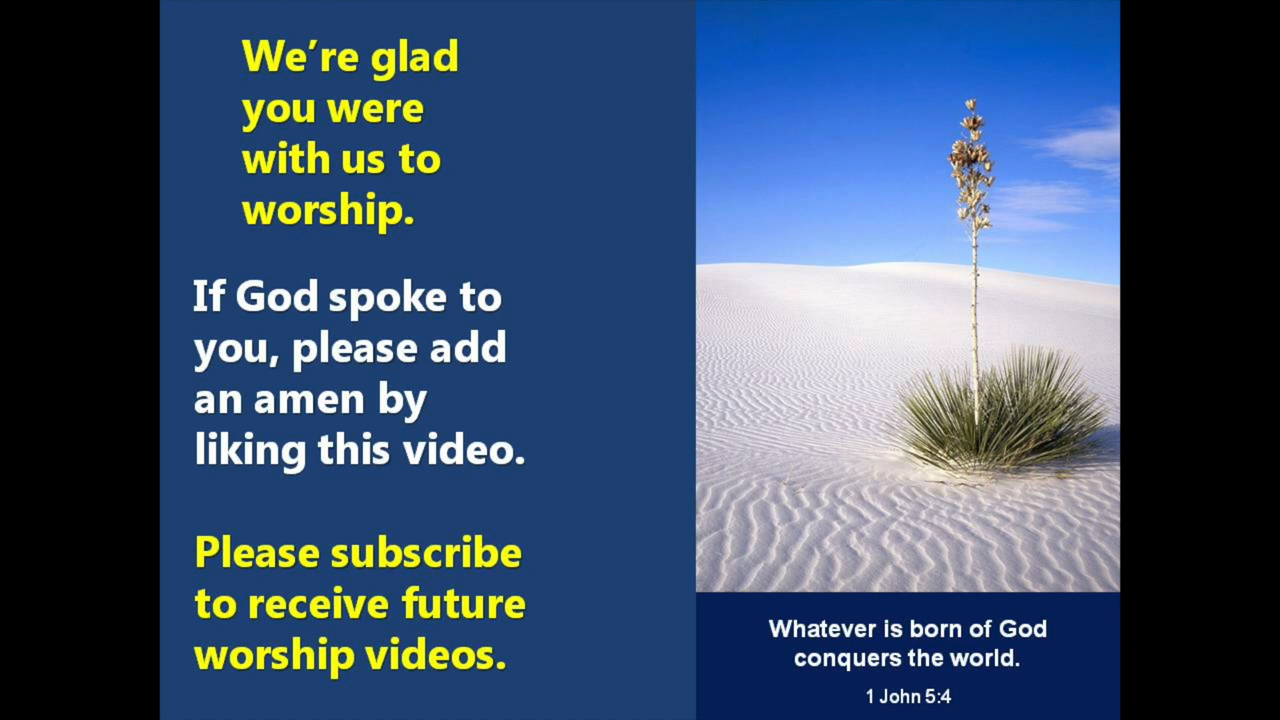 We’re glad
you were
with us to
worship.
If God spoke to
you, please add
an amen by
liking this video.
Please subscribe
to receive future
worship videos.
Whatever is born of God
conquers the world.
1 John 5:4